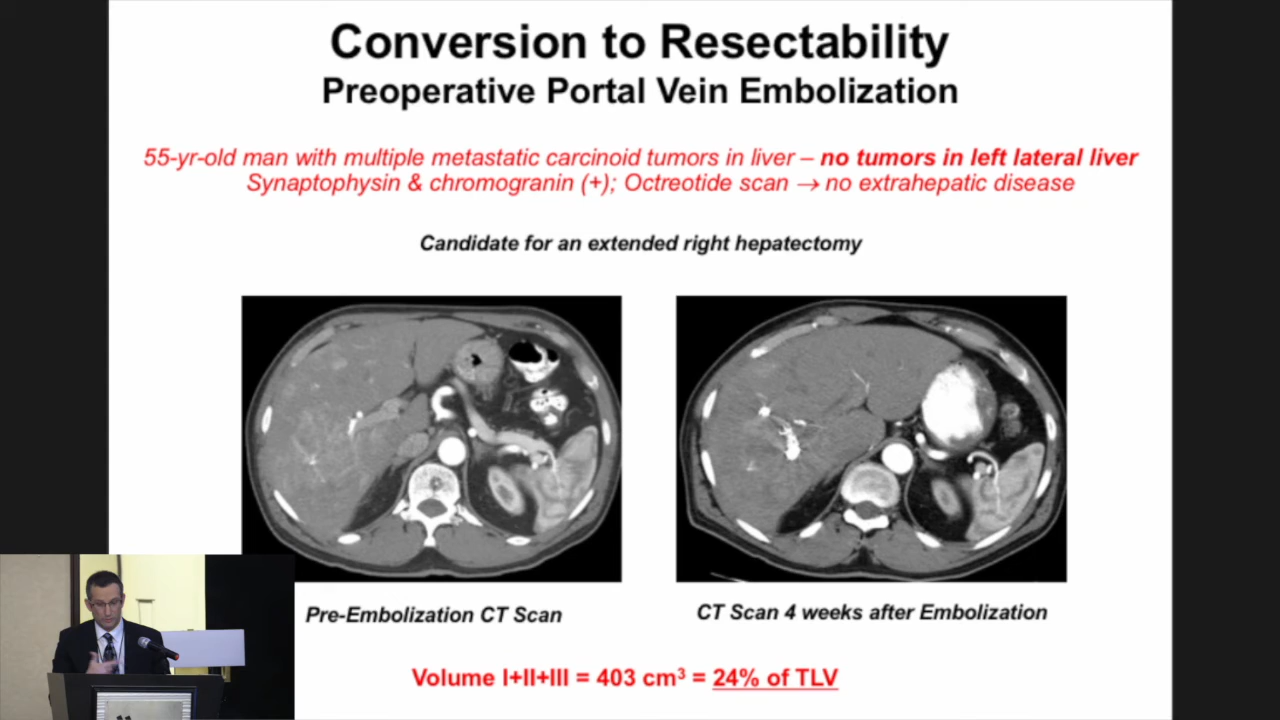 Conversion to Resectability
Preoperative Portal Vein Embolization
55-yr-old man with multiple metastatic carcinoid tumors in liver – no tumors in left lateral liver
Synaptophysin & chromogranin (+); Octreotide scan → no extrahepatic disease
Candidate for an extended right hepatectomy
Pre-Embolization CT Scan
CT Scan 4 weeks after Embolization
Volume I+II+III = 403 cm³ = 24% of TLV